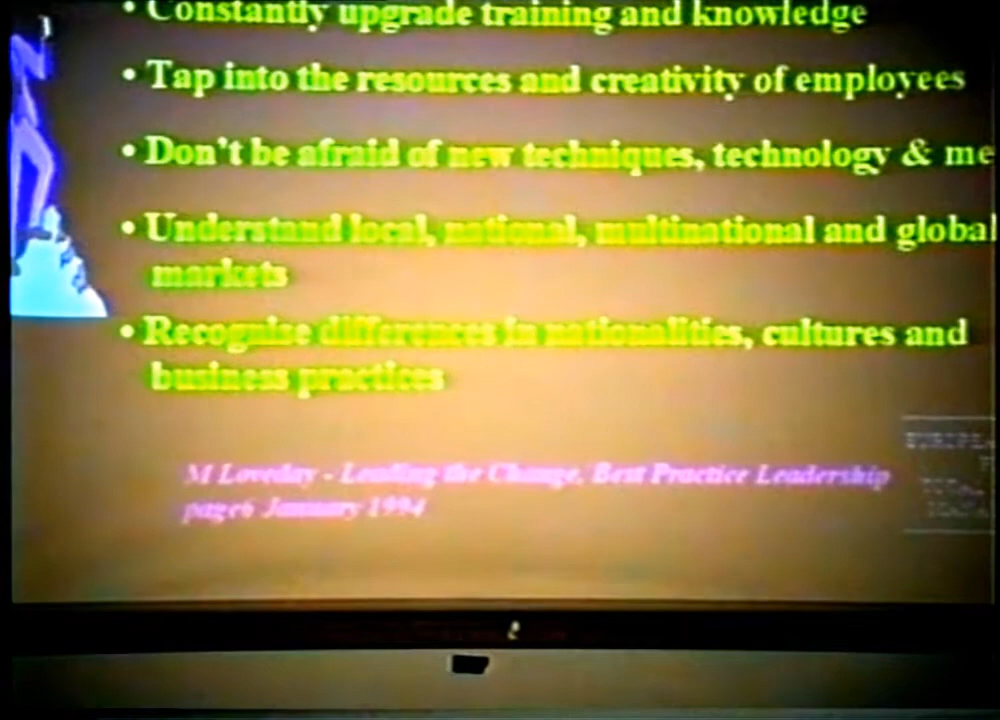 • Constantly upgrade training and knowledge
• Tap into the resources and creativity of employees
• Don't be afraid of new techniques, technology & me
• Understand local, national, multinational and global
markets
• Recognise differences in nationalities, cultures and
business practices
M Loveday - Leading the Change, Best Practice Leadership
page6 January 1994